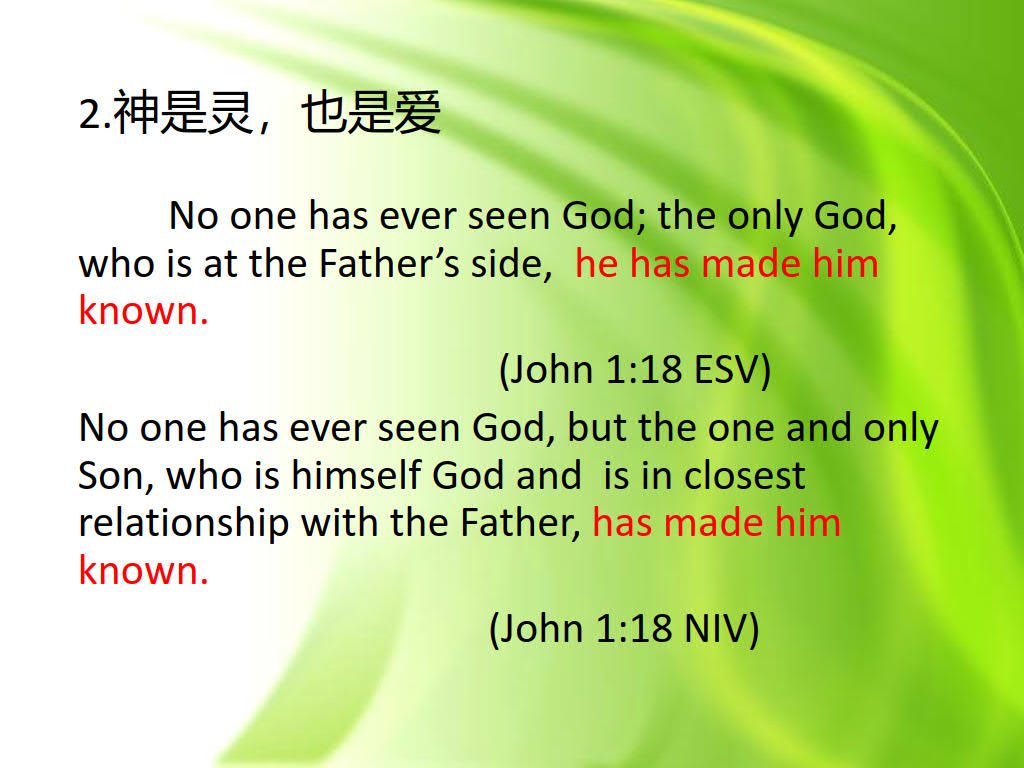 2.神是灵，也是爱
No one has ever seen God; the only God,
who is at the Father’s side,  he has made him
known.
(John 1:18 ESV)
No one has ever seen God, but the one and only
Son, who is himself God and  is in closest
relationship with the Father, has made him
known.
(John 1:18 NIV)